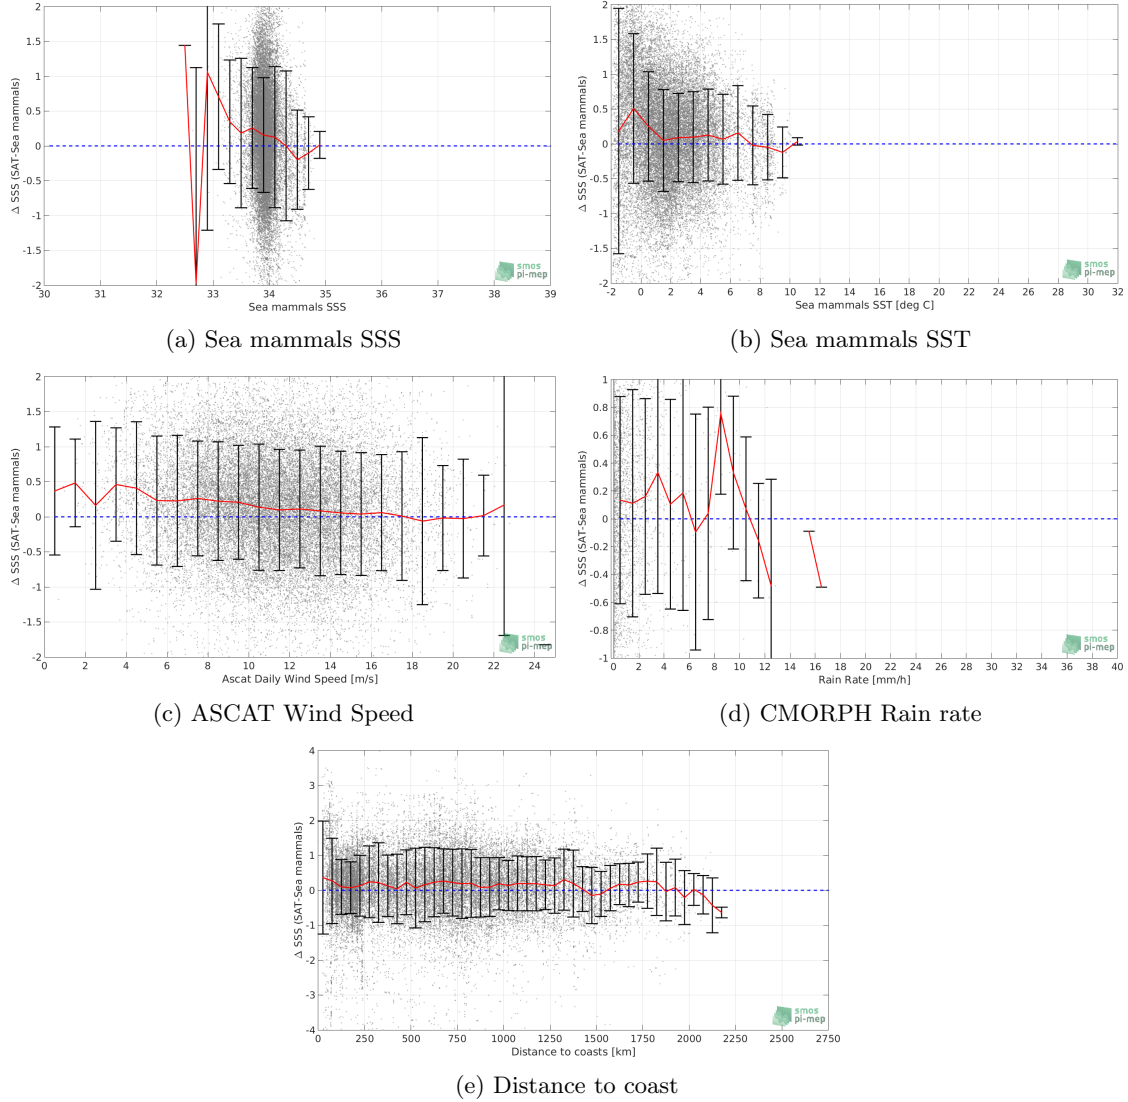 2
1.5
1
0.5
0
-0.5
-1
-1.5
-2
Δ SSS (SAT-Sea mammals)
30 31 32 33 34 35 36 37 38 39
Sea mammals SSS
smos
pi-mep
(a) Sea mammals SSS
2
1.5
1
0.5
0
-0.5
-1
-1.5
-2
Δ SSS (SAT-Sea mammals)
-2 0 2 4 6 8 10 12 14 16 18 20 22 24 26 28 30 32
Sea mammals SST [deg C]
smos
pi-mep
(b) Sea mammals SST
2
1.5
1
0.5
0
-0.5
-1
-1.5
-2
Δ SSS (SAT-Sea mammals)
0 2 4 6 8 10 12 14 16 18 20 22 24
Ascat Daily Wind Speed [m/s]
smos
pi-mep
(c) ASCAT Wind Speed
1
0.8
0.6
0.4
0.2
0
-0.2
-0.4
-0.6
-0.8
-1
Δ SSS (SAT-Sea mammals)
0 2 4 6 8 10 12 14 16 18 20 22 24 26 28 30 32 34 36 38 40
Rain Rate [mm/h]
smos
pi-mep
(d) CMORPH Rain rate
4
3
2
1
0
-1
-2
-3
-4
Δ SSS (SAT-Sea mammals)
0 250 500 750 1000 1250 1500 1750 2000 2250 2500 2750
Distance to coasts [km]
smos
pi-mep
(e) Distance to coast